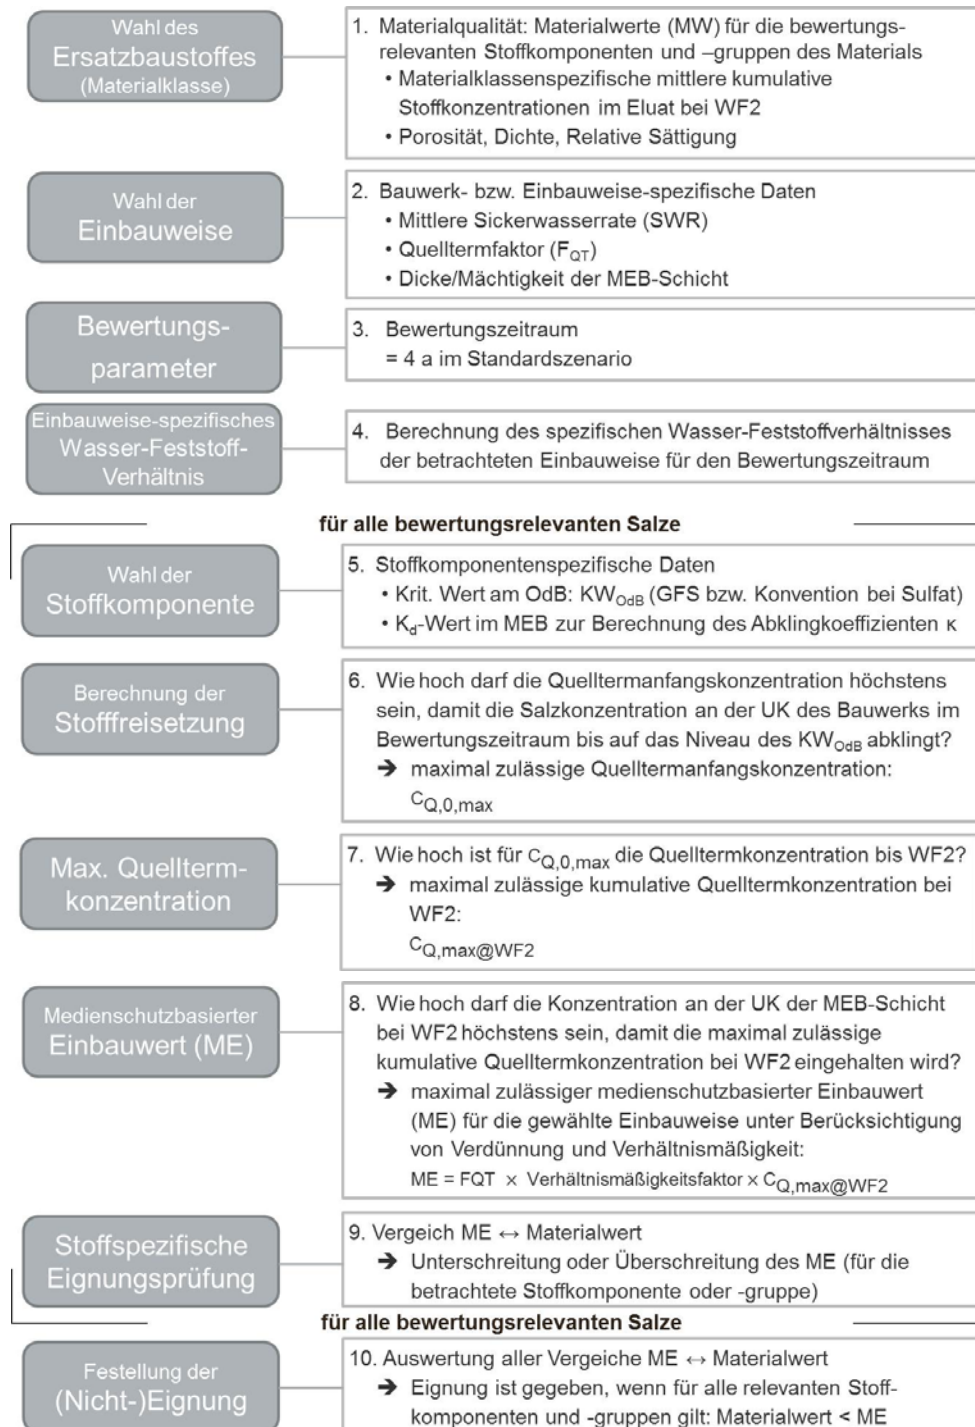 Wahl des
Ersatzbaustoffes
(Materialklasse)
1. Materialqualität: Materialwerte (MW) für die bewertungs-
relevanten Stoffkomponenten und –gruppen des Materials
• Materialklassenspezifische mittlere kumulative
Stoffkonzentrationen im Eluat bei WF2
• Porosität, Dichte, Relative Sättigung
Wahl der
Einbauweise
2. Bauwerk- bzw. Einbauweise-spezifische Daten
• Mittlere Sickerwasserrate (SWR)
• Quelltermfaktor (FQT)
• Dicke/Mächtigkeit der MEB-Schicht
Bewertungs-
parameter
3. Bewertungszeitraum
= 4 a im Standardszenario
Einbauweise-spezifisches
Wasser-Feststoff-
Verhältnis
4. Berechnung des spezifischen Wasser-Feststoffverhältnisses
der betrachteten Einbauweise für den Bewertungszeitraum
für alle bewertungsrelevanten Salze
Wahl der
Stoffkomponente
5. Stoffkomponentenspezifische Daten
• Krit. Wert am OdB: KWOdB (GFS bzw. Konvention bei Sulfat)
• Kd-Wert im MEB zur Berechnung des Abklingkoeffizienten κ
Berechnung der
Stofffreisetzung
6. Wie hoch darf die Quelltermanfangskonzentration höchstens
sein, damit die Salzkonzentration an der UK des Bauwerks im
Bewertungszeitraum bis auf das Niveau des KWOdB abklingt?
➔ maximal zulässige Quelltermanfangskonzentration:
CQ,0,max
Max. Quellterm-
konzentration
7. Wie hoch ist für CQ,0,max die Quelltermkonzentration bis WF2?
➔ maximal zulässige kumulative Quelltermkonzentration bei
WF2:
CQ,max@WF2
Medienschutzbasierter
Einbauwert (ME)
8. Wie hoch darf die Konzentration an der UK der MEB-Schicht
bei WF2 höchstens sein, damit die maximal zulässige
kumulative Quelltermkonzentration bei WF2 eingehalten wird?
➔ maximal zulässiger medienschutzbasierter Einbauwert
(ME) für die gewählte Einbauweise unter Berücksichtigung
von Verdünnung und Verhältnismäßigkeit:
ME = FQT × Verhältnismäßigkeitsfaktor × CQ,max@WF2
Stoffspezifische
Eignungsprüfung
9. Vergeich ME ↔ Materialwert
➔ Unterschreitung oder Überschreitung des ME (für die
betrachtete Stoffkomponente oder -gruppe)
für alle bewertungsrelevanten Salze
Festellung der
(Nicht-)Eignung
10. Auswertung aller Vergeiche ME ↔ Materialwert
➔ Eignung ist gegeben, wenn für alle relevanten Stoff-
komponenten und -gruppen gilt: Materialwert < ME